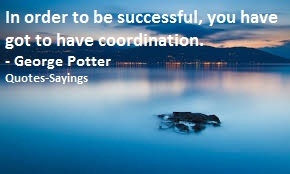 In order to be successful, you have
got to have coordination.
- George Potter
Quotes-Sayings